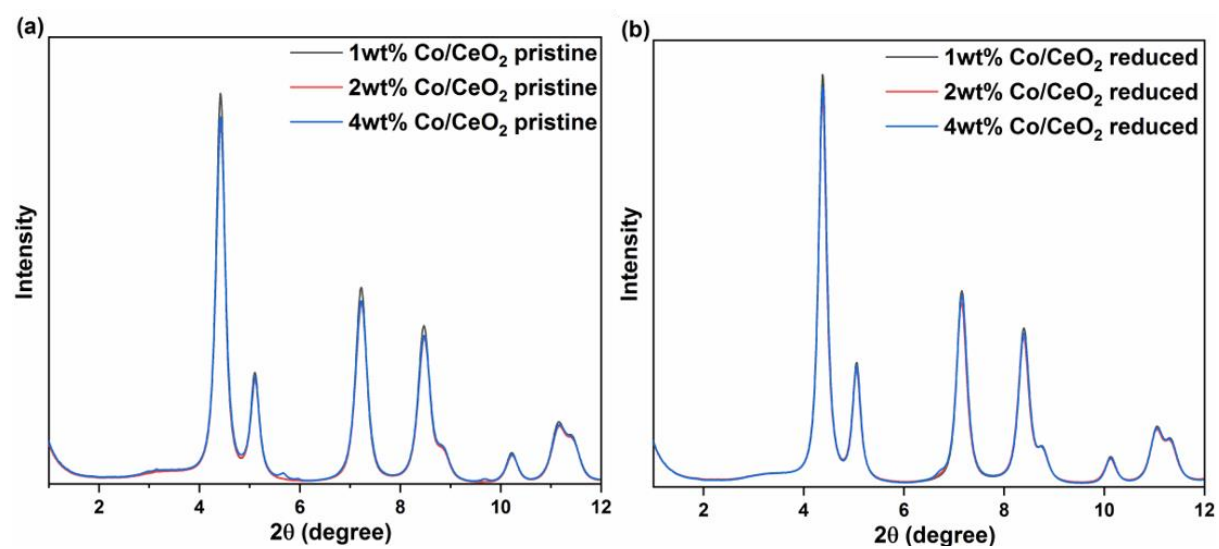 (a)
1wt% Co/CeO₂ pristine
2wt% Co/CeO₂ pristine
4wt% Co/CeO₂ pristine
Intensity
2 4 6 8 10 12
2θ (degree)
(b)
1wt% Co/CeO₂ reduced
2wt% Co/CeO₂ reduced
4wt% Co/CeO₂ reduced
Intensity
2 4 6 8 10 12
2θ (degree)